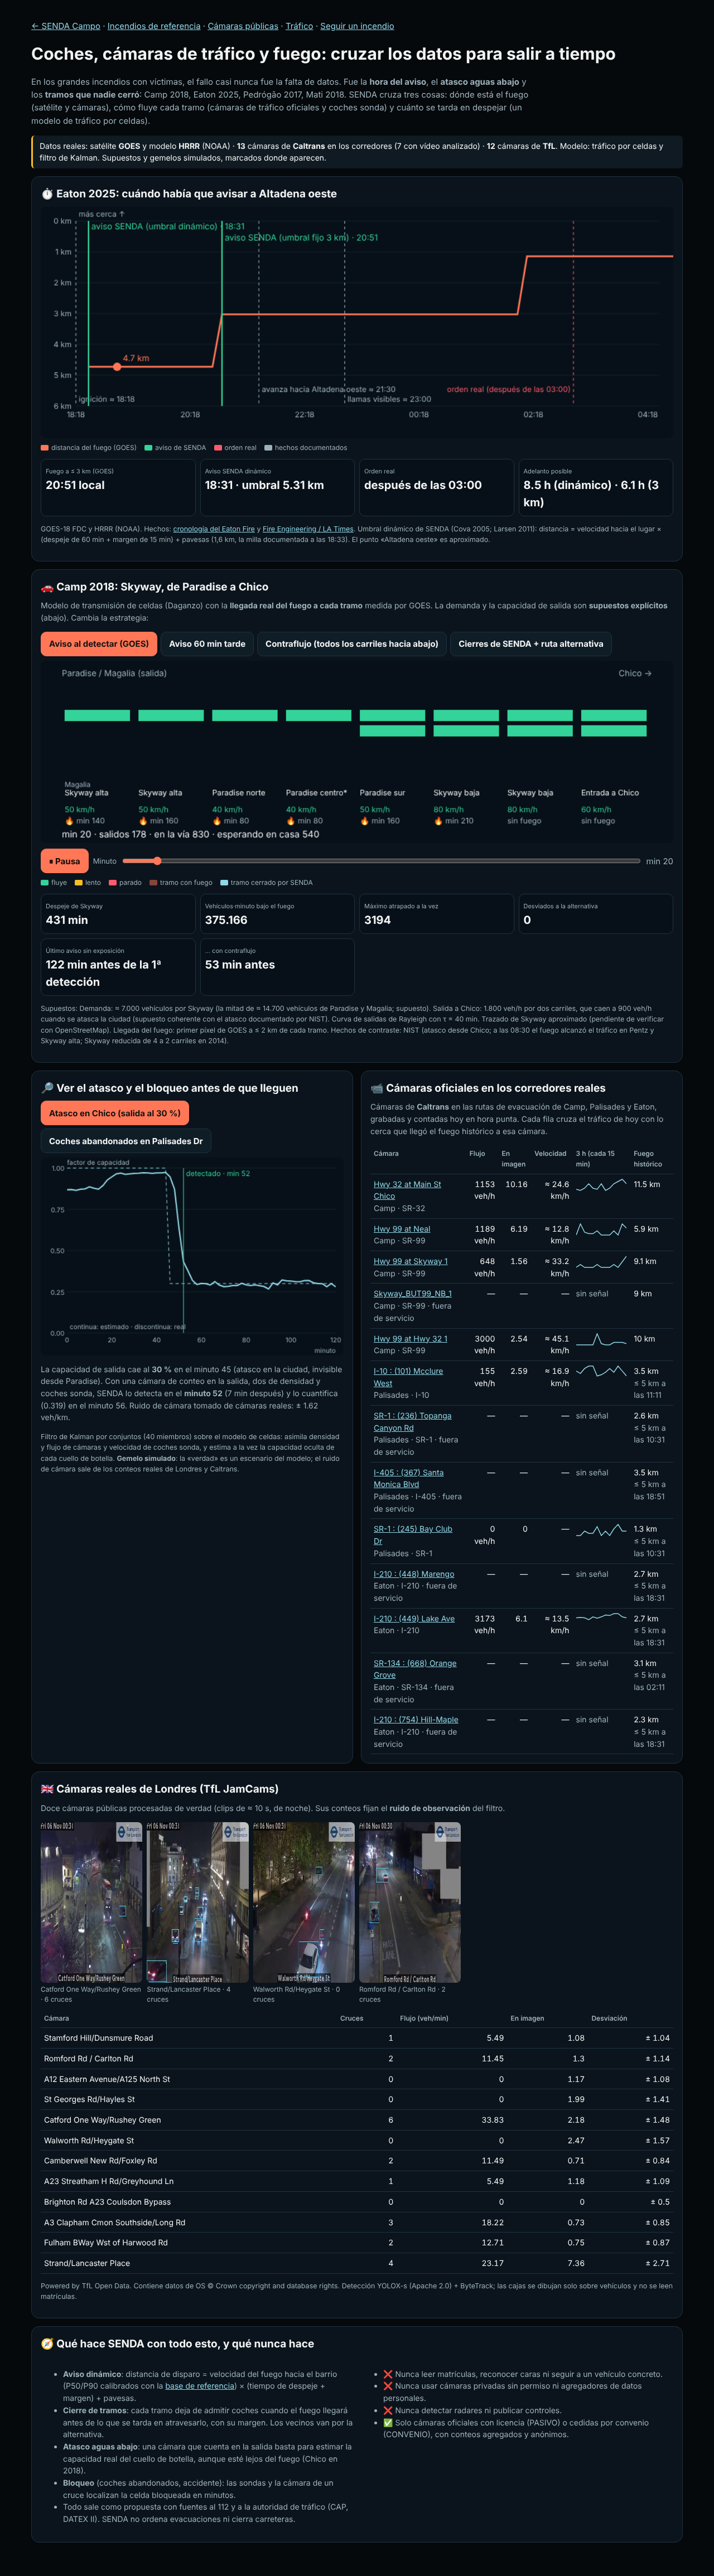 ← SENDA Campo · Incendios de referencia · Cámaras públicas · Tráfico · Seguir un incendio
Coches, cámaras de tráfico y fuego: cruzar los datos para salir a tiempo
En los grandes incendios con víctimas, el fallo casi nunca fue la falta de datos. Fue la hora del aviso, el atasco aguas abajo y
los tramos que nadie cerró: Camp 2018, Eaton 2025, Pedrógão 2017, Mati 2018. SENDA cruza tres cosas: dónde está el fuego
(satélite y cámaras), cómo fluye cada tramo (cámaras de tráfico oficiales y coches sonda) y cuánto se tarda en despejar (un
modelo de tráfico por celdas).
Datos reales: satélite GOES y modelo HRRR (NOAA) · 13 cámaras de Caltrans en los corredores (7 con vídeo analizado) · 12 cámaras de TfL. Modelo: tráfico por celdas y
filtro de Kalman. Supuestos y gemelos simulados, marcados donde aparecen.
⏱️ Eaton 2025: cuándo había que avisar a Altadena oeste
más cerca ↑
0 km
aviso SENDA (umbral dinámico) · 18:31
aviso SENDA (umbral fijo 3 km) · 20:51
1 km
2 km
3 km
4 km
4.7 km
5 km
avanza hacia Altadena oeste ≈ 21:30
orden real (después de las 03:00)
6 km
ignición ≈ 18:18
llamas visibles ≈ 23:00
18:18
20:18
22:18
00:18
02:18
04:18
distancia del fuego (GOES)
aviso de SENDA
orden real
hechos documentados
Fuego a ≤ 3 km (GOES)
20:51 local
Aviso SENDA dinámico
18:31 · umbral 5.31 km
Orden real
después de las 03:00
Adelanto posible
8.5 h (dinámico) · 6.1 h (3
km)
GOES-18 FDC y HRRR (NOAA). Hechos: cronología del Eaton Fire y Fire Engineering / LA Times. Umbral dinámico de SENDA (Cova 2005; Larsen 2011): distancia = velocidad hacia el lugar ×
(despeje de 60 min + margen de 15 min) + pavesas (1,6 km, la milla documentada a las 18:33). El punto «Altadena oeste» es aproximado.
🚗 Camp 2018: Skyway, de Paradise a Chico
Modelo de transmisión de celdas (Daganzo) con la llegada real del fuego a cada tramo medida por GOES. La demanda y la capacidad de salida son supuestos explícitos
(abajo). Cambia la estrategia:
Aviso al detectar (GOES)
Aviso 60 min tarde
Contraflujo (todos los carriles hacia abajo)
Cierres de SENDA + ruta alternativa
Paradise / Magalia (salida)
Chico →
Magalia
Skyway alta
Skyway alta
Paradise norte
Paradise centro*
Paradise sur
Skyway baja
Skyway baja
Entrada a Chico
50 km/h
50 km/h
40 km/h
40 km/h
50 km/h
80 km/h
80 km/h
60 km/h
🔥 min 140
🔥 min 160
🔥 min 80
🔥 min 80
🔥 min 160
🔥 min 210
sin fuego
sin fuego
min 20 · salidos 178 · en la vía 830 · esperando en casa 540
⏸ Pausa
Minuto
min 20
fluye
lento
parado
tramo con fuego
tramo cerrado por SENDA
Despeje de Skyway
431 min
Vehículos·minuto bajo el fuego
375.166
Máximo atrapado a la vez
3194
Desviados a la alternativa
0
Último aviso sin exposición
122 min antes de la 1ª
detección
... con contraflujo
53 min antes
Supuestos: Demanda: ≈ 7.000 vehículos por Skyway (la mitad de ≈ 14.700 vehículos de Paradise y Magalia; supuesto). Salida a Chico: 1.800 veh/h por dos carriles, que caen a 900 veh/h
cuando se atasca la ciudad (supuesto coherente con el atasco documentado por NIST). Curva de salidas de Rayleigh con τ = 40 min. Trazado de Skyway aproximado (pendiente de verificar
con OpenStreetMap). Llegada del fuego: primer píxel de GOES a ≤ 2 km de cada tramo. Hechos de contraste: NIST (atasco desde Chico; a las 08:30 el fuego alcanzó el tráfico en Pentz y
Skyway alta; Skyway reducida de 4 a 2 carriles en 2014).
🔎 Ver el atasco y el bloqueo antes de que lleguen
Atasco en Chico (salida al 30 %)
Coches abandonados en Palisades Dr
factor de capacidad
1.00
detectado · min 52
0.75
0.50
0.25
continua: estimado · discontinua: real
0.00
0
20
40
60
80
100
120
minuto
La capacidad de salida cae al 30 % en el minuto 45 (atasco en la ciudad, invisible
desde Paradise). Con una cámara de conteo en la salida, dos de densidad y
coches sonda, SENDA lo detecta en el minuto 52 (7 min después) y lo cuantifica
(0.319) en el minuto 56. Ruido de cámara tomado de cámaras reales: ± 1.62
veh/km.
Filtro de Kalman por conjuntos (40 miembros) sobre el modelo de celdas: asimila densidad
y flujo de cámaras y velocidad de coches sonda, y estima a la vez la capacidad oculta de
cada cuello de botella. Gemelo simulado: la «verdad» es un escenario del modelo; el ruido
de cámara sale de los conteos reales de Londres y Caltrans.
📹 Cámaras oficiales en los corredores reales
Cámaras de Caltrans en las rutas de evacuación de Camp, Palisades y Eaton,
grabadas y contadas hoy en hora punta. Cada fila cruza el tráfico de hoy con lo
cerca que llegó el fuego histórico a esa cámara.
Cámara
Flujo
En
imagen
Velocidad
3 h (cada 15
min)
Fuego
histórico
Hwy 32 at Main St
Chico
Camp · SR-32
1153
veh/h
10.16
≈ 24.6
km/h
11.5 km
Hwy 99 at Neal
Camp · SR-99
1189
veh/h
6.19
≈ 12.8
km/h
5.9 km
Hwy 99 at Skyway 1
Camp · SR-99
648
veh/h
1.56
≈ 33.2
km/h
9.1 km
Skyway_BUT99_NB_1
Camp · SR-99 · fuera
de servicio
—
—
—
sin señal
9 km
Hwy 99 at Hwy 32 1
Camp · SR-99
3000
veh/h
2.54
≈ 45.1
km/h
10 km
I-10 : (101) Mcclure
West
Palisades · I-10
155
veh/h
2.59
≈ 16.9
km/h
3.5 km
≤ 5 km a
las 11:11
SR-1 : (236) Topanga
Canyon Rd
Palisades · SR-1 · fuera
de servicio
—
—
—
sin señal
2.6 km
≤ 5 km a
las 10:31
I-405 : (367) Santa
Monica Blvd
Palisades · I-405 · fuera
de servicio
—
—
—
sin señal
3.5 km
≤ 5 km a
las 18:51
SR-1 : (245) Bay Club
Dr
Palisades · SR-1
0
veh/h
0
—
1.3 km
≤ 5 km a
las 10:31
I-210 : (448) Marengo
Eaton · I-210 · fuera de
servicio
—
—
—
sin señal
2.7 km
≤ 5 km a
las 18:31
I-210 : (449) Lake Ave
Eaton · I-210
3173
veh/h
6.1
≈ 13.5
km/h
2.7 km
≤ 5 km a
las 18:31
SR-134 : (668) Orange
Grove
Eaton · SR-134 · fuera
de servicio
—
—
—
sin señal
3.1 km
≤ 5 km a
las 02:11
I-210 : (754) Hill-Maple
Eaton · I-210 · fuera de
servicio
—
—
—
sin señal
2.3 km
≤ 5 km a
las 18:31
🇬🇧 Cámaras reales de Londres (TfL JamCams)
Doce cámaras públicas procesadas de verdad (clips de ≈ 10 s, de noche). Sus conteos fijan el ruido de observación del filtro.
Fri 06 Nov 00:31
Catford One Way/Rushey Green
Fri 06 Nov 00:31
Strand/Lancaster Place
Fri 06 Nov 00:31
Walworth Rd/Heygate St
Fri 06 Nov 00:30
Romford Rd / Carlton Rd
Catford One Way/Rushey Green
· 6 cruces
Strand/Lancaster Place · 4
cruces
Walworth Rd/Heygate St · 0
cruces
Romford Rd / Carlton Rd · 2
cruces
Cámara
Cruces
Flujo (veh/min)
En imagen
Desviación
Stamford Hill/Dunsmure Road
1
5.49
1.08
± 1.04
Romford Rd / Carlton Rd
2
11.45
1.3
± 1.14
A12 Eastern Avenue/A125 North St
0
0
1.17
± 1.08
St Georges Rd/Hayles St
0
0
1.99
± 1.41
Catford One Way/Rushey Green
6
33.83
2.18
± 1.48
Walworth Rd/Heygate St
0
0
2.47
± 1.57
Camberwell New Rd/Foxley Rd
2
11.49
0.71
± 0.84
A23 Streatham H Rd/Greyhound Ln
1
5.49
1.18
± 1.09
Brighton Rd A23 Coulsdon Bypass
0
0
0
± 0.5
A3 Clapham Cmon Southside/Long Rd
3
18.22
0.73
± 0.85
Fulham BWay Wst of Harwood Rd
2
12.71
0.75
± 0.87
Strand/Lancaster Place
4
23.17
7.36
± 2.71
Powered by TfL Open Data. Contiene datos de OS © Crown copyright and database rights. Detección YOLOX-s (Apache 2.0) + ByteTrack; las cajas se dibujan solo sobre vehículos y no se leen
matrículas.
🧭 Qué hace SENDA con todo esto, y qué nunca hace
• Aviso dinámico: distancia de disparo = velocidad del fuego hacia el barrio
(P50/P90 calibrados con la base de referencia) × (tiempo de despeje +
margen) + pavesas.
• Cierre de tramos: cada tramo deja de admitir coches cuando el fuego llegará
antes de lo que se tarda en atravesarlo, con su margen. Los vecinos van por la
alternativa.
• Atasco aguas abajo: una cámara que cuenta en la salida basta para estimar la
capacidad real del cuello de botella, aunque esté lejos del fuego (Chico en
2018).
• Bloqueo (coches abandonados, accidente): las sondas y la cámara de un
cruce localizan la celda bloqueada en minutos.
• Todo sale como propuesta con fuentes al 112 y a la autoridad de tráfico (CAP,
DATEX II). SENDA no ordena evacuaciones ni cierra carreteras.
• ❌ Nunca leer matrículas, reconocer caras ni seguir a un vehículo concreto.
• ❌ Nunca usar cámaras privadas sin permiso ni agregadores de datos
personales.
• ❌ Nunca detectar radares ni publicar controles.
• ✅ Solo cámaras oficiales con licencia (PASIVO) o cedidas por convenio
(CONVENIO), con conteos agregados y anónimos.